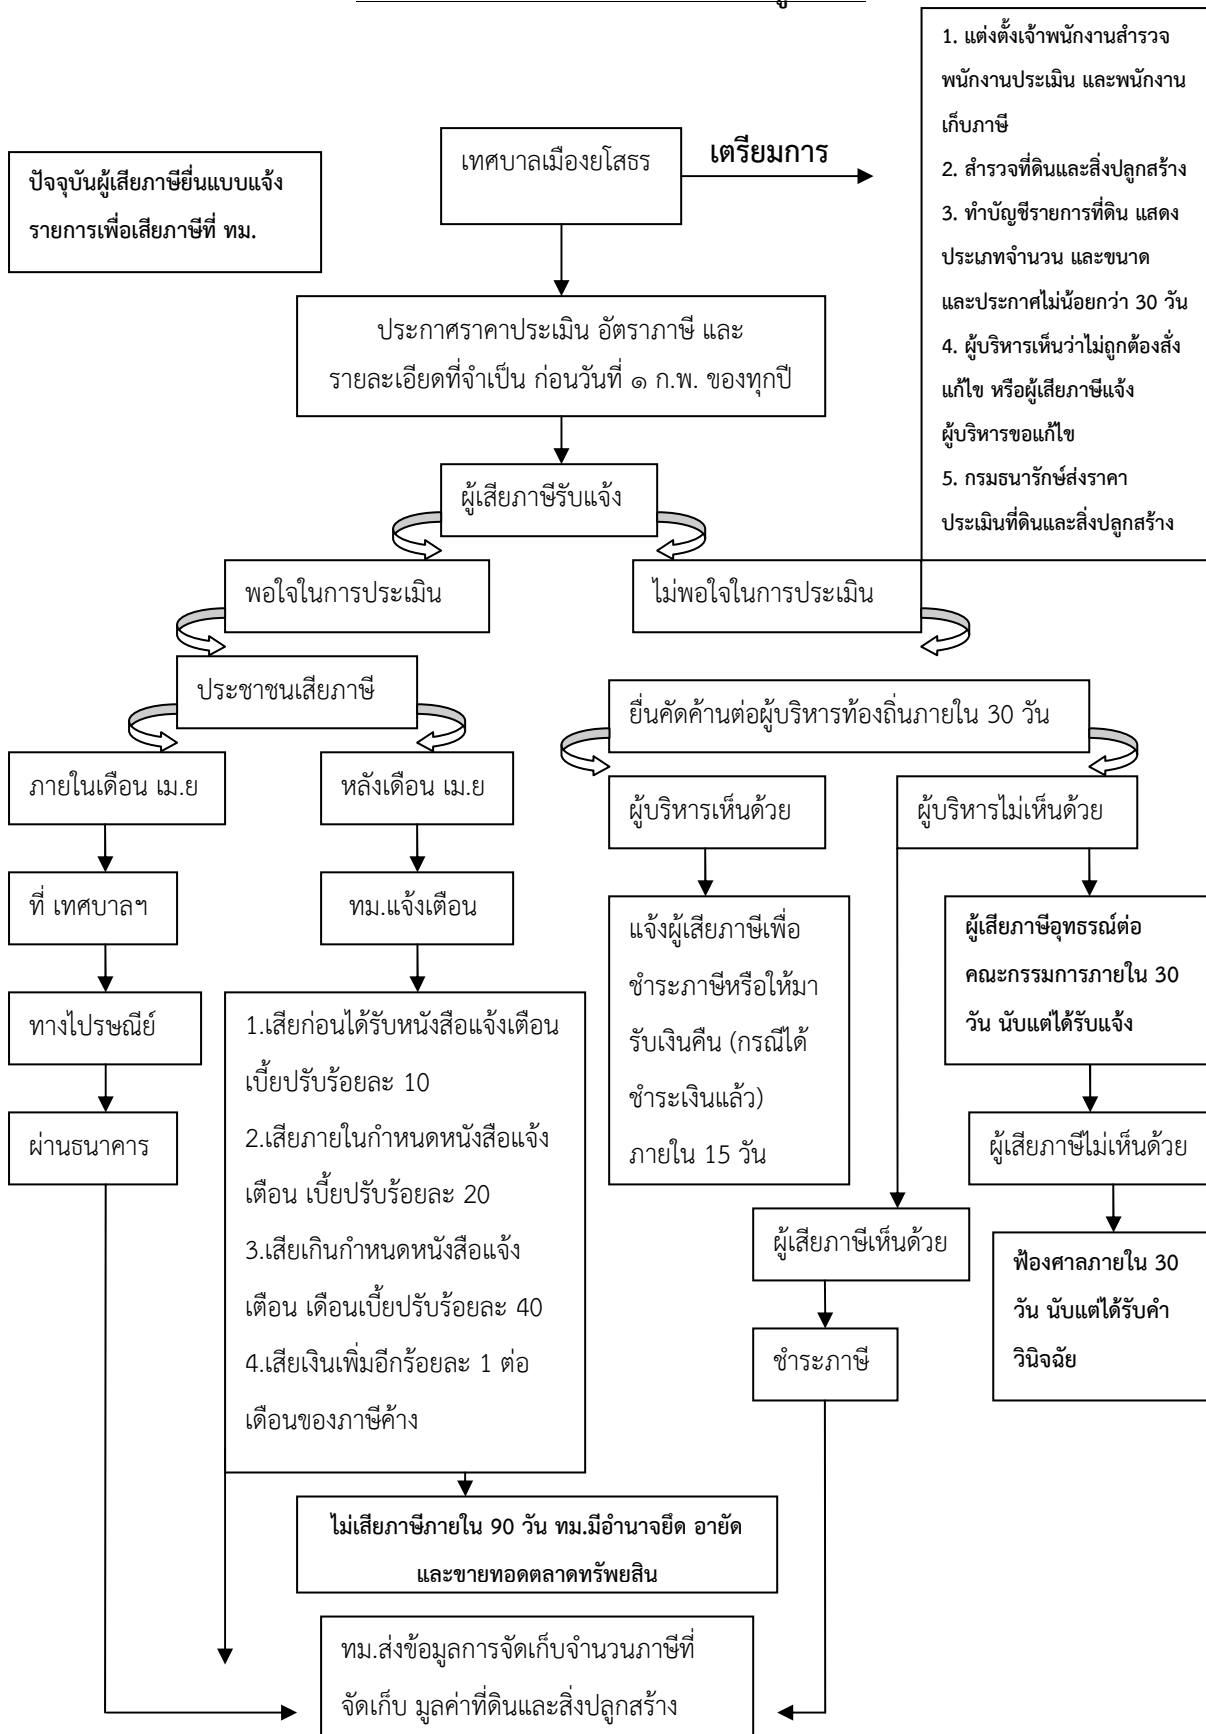 1. แต่งตั้งเจ้าพนักงานสำรวจ
พนักงานประเมิน และพนักงาน
เก็บภาษี
2. สำรวจที่ดินและสิ่งปลูกสร้าง
3. ทำบัญชีรายการที่ดิน แสดง
ประเภทจำนวน และขนาด
และประกาศไม่น้อยกว่า 30 วัน
4. ผู้บริหารเห็นว่าไม่ถูกต้องสั่ง
แก้ไข หรือผู้เสียภาษีแจ้ง
ผู้บริหารขอแก้ไข
5. กรมธนารักษ์ส่งราคา
ประเมินที่ดินและสิ่งปลูกสร้าง
เทศบาลเมืองยโสธร
เตรียมการ
ปัจจุบันผู้เสียภาษียื่นแบบแจ้ง
รายการเพื่อเสียภาษีที่ ทม.
ประกาศราคาประเมิน อัตราภาษี และ
รายละเอียดที่จำเป็น ก่อนวันที่ ๑ ก.พ. ของทุกปี
ผู้เสียภาษีรับแจ้ง
พอใจในการประเมิน
ไม่พอใจในการประเมิน
ประชาชนเสียภาษี
ยื่นคัดค้านต่อผู้บริหารท้องถิ่นภายใน 30 วัน
ภายในเดือน เม.ย
หลังเดือน เม.ย
ผู้บริหารเห็นด้วย
ผู้บริหารไม่เห็นด้วย
ที่ เทศบาลฯ
ทม.แจ้งเตือน
แจ้งผู้เสียภาษีเพื่อ
ชำระภาษีหรือให้มา
รับเงินคืน (กรณีได้
ชำระเงินแล้ว)
ภายใน 15 วัน
ผู้เสียภาษีอุทธรณ์ต่อ
คณะกรรมการภายใน 30
วัน นับแต่ได้รับแจ้ง
ทางไปรษณีย์
1.เสียก่อนได้รับหนังสือแจ้งเตือน
เบี้ยปรับร้อยละ 10
2.เสียภายในกำหนดหนังสือแจ้ง
เตือน เบี้ยปรับร้อยละ 20
3.เสียเกินกำหนดหนังสือแจ้ง
เตือน เดือนเบี้ยปรับร้อยละ 40
4.เสียเงินเพิ่มอีกร้อยละ 1 ต่อ
เดือนของภาษีค้าง
ผ่านธนาคาร
ผู้เสียภาษีไม่เห็นด้วย
ผู้เสียภาษีเห็นด้วย
ฟ้องศาลภายใน 30
วัน นับแต่ได้รับคำ
วินิจฉัย
ชำระภาษี
ไม่เสียภาษีภายใน 90 วัน ทม.มีอำนาจยึด อายัด
และขายทอดตลาดทรัพยสิน
ทม.ส่งข้อมูลการจัดเก็บจำนวนภาษีที่
จัดเก็บ มูลค่าที่ดินและสิ่งปลูกสร้าง